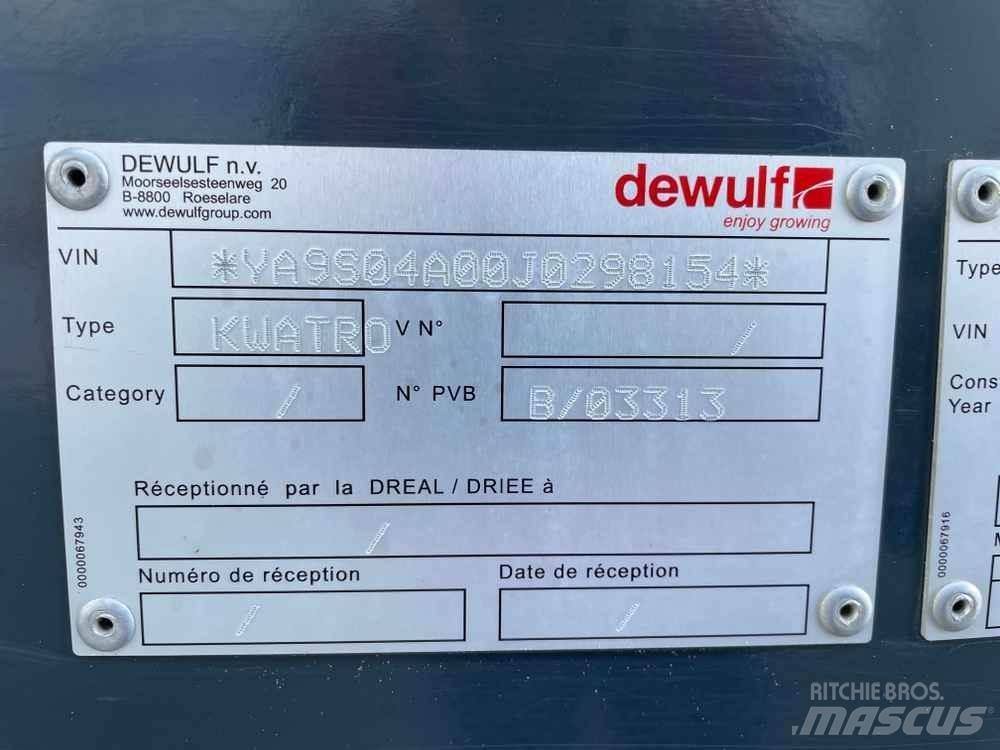 DEWULF n.v.
Moorseelsesteenweg 20
B-8800 Roeselare
www.dewulfgroup.com
dewulf
enjoy growing
VIN *YA9S04A00J0298154*
Type KWATRO V N° /
Category / N° PVB B/03313
Réceptionné par la DREAL / DRIEE à
/
Numéro de réception Date de réception
/ /
0000067943
Type
VIN
Cons
Year
0000067916
M
RITCHIE BROS.
MASCUS